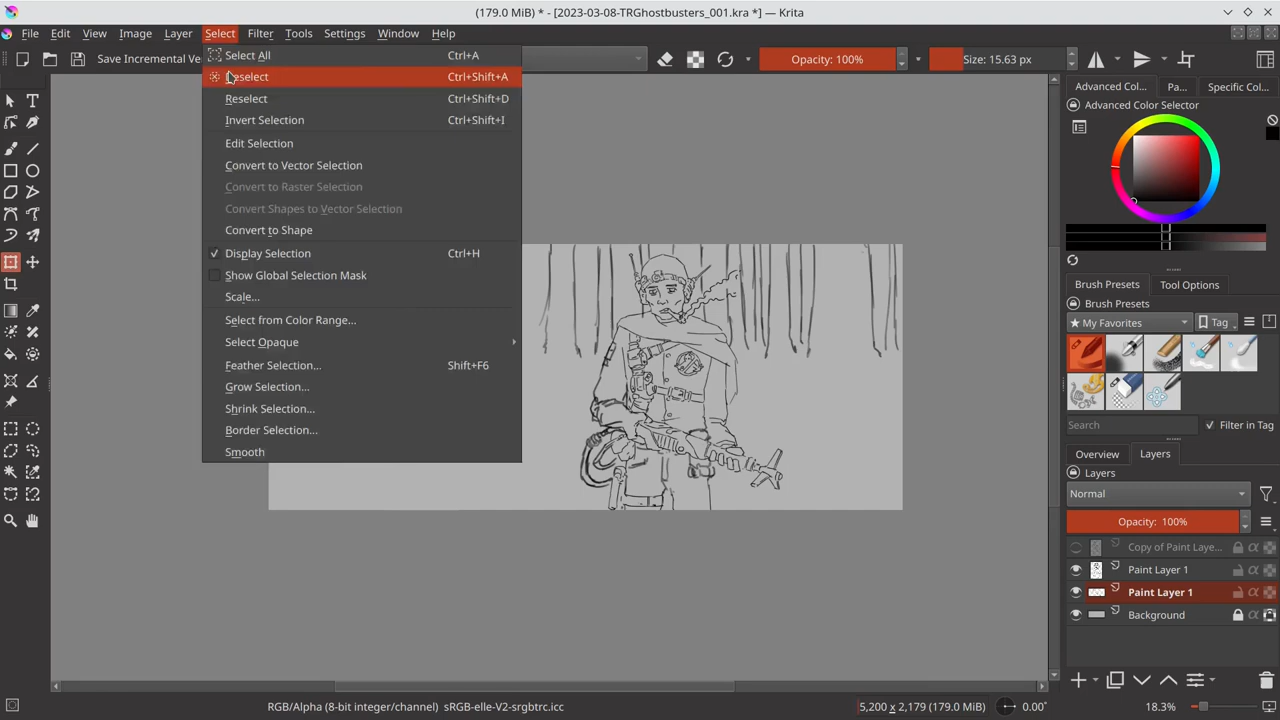 (179.0 MiB) * - [2023-03-08-TRGhostbusters_001.kra *] — Krita
File Edit View Image Layer Select Filter Tools Settings Window Help
Save Incremental Ve
Opacity: 100%
Size: 15.63 px
Select All Ctrl+A
Deselect Ctrl+Shift+A
Reselect Ctrl+Shift+D
Invert Selection Ctrl+Shift+I
Edit Selection
Convert to Vector Selection
Convert to Raster Selection
Convert Shapes to Vector Selection
Convert to Shape
Display Selection Ctrl+H
Show Global Selection Mask
Scale...
Select from Color Range...
Select Opaque
Feather Selection... Shift+F6
Grow Selection...
Shrink Selection...
Border Selection...
Smooth
Advanced Col... Pa... Specific Col...
Advanced Color Selector
Brush Presets Tool Options
Brush Presets
★ My Favorites Tag
Search Filter in Tag
Overview Layers
Layers
Normal
Opacity: 100%
Copy of Paint Laye...
Paint Layer 1
Paint Layer 1
Background
RGB/Alpha (8-bit integer/channel) sRGB-elle-V2-srgbtrc.icc
5,200 x 2,179 (179.0 MiB)
0.00°
18.3%